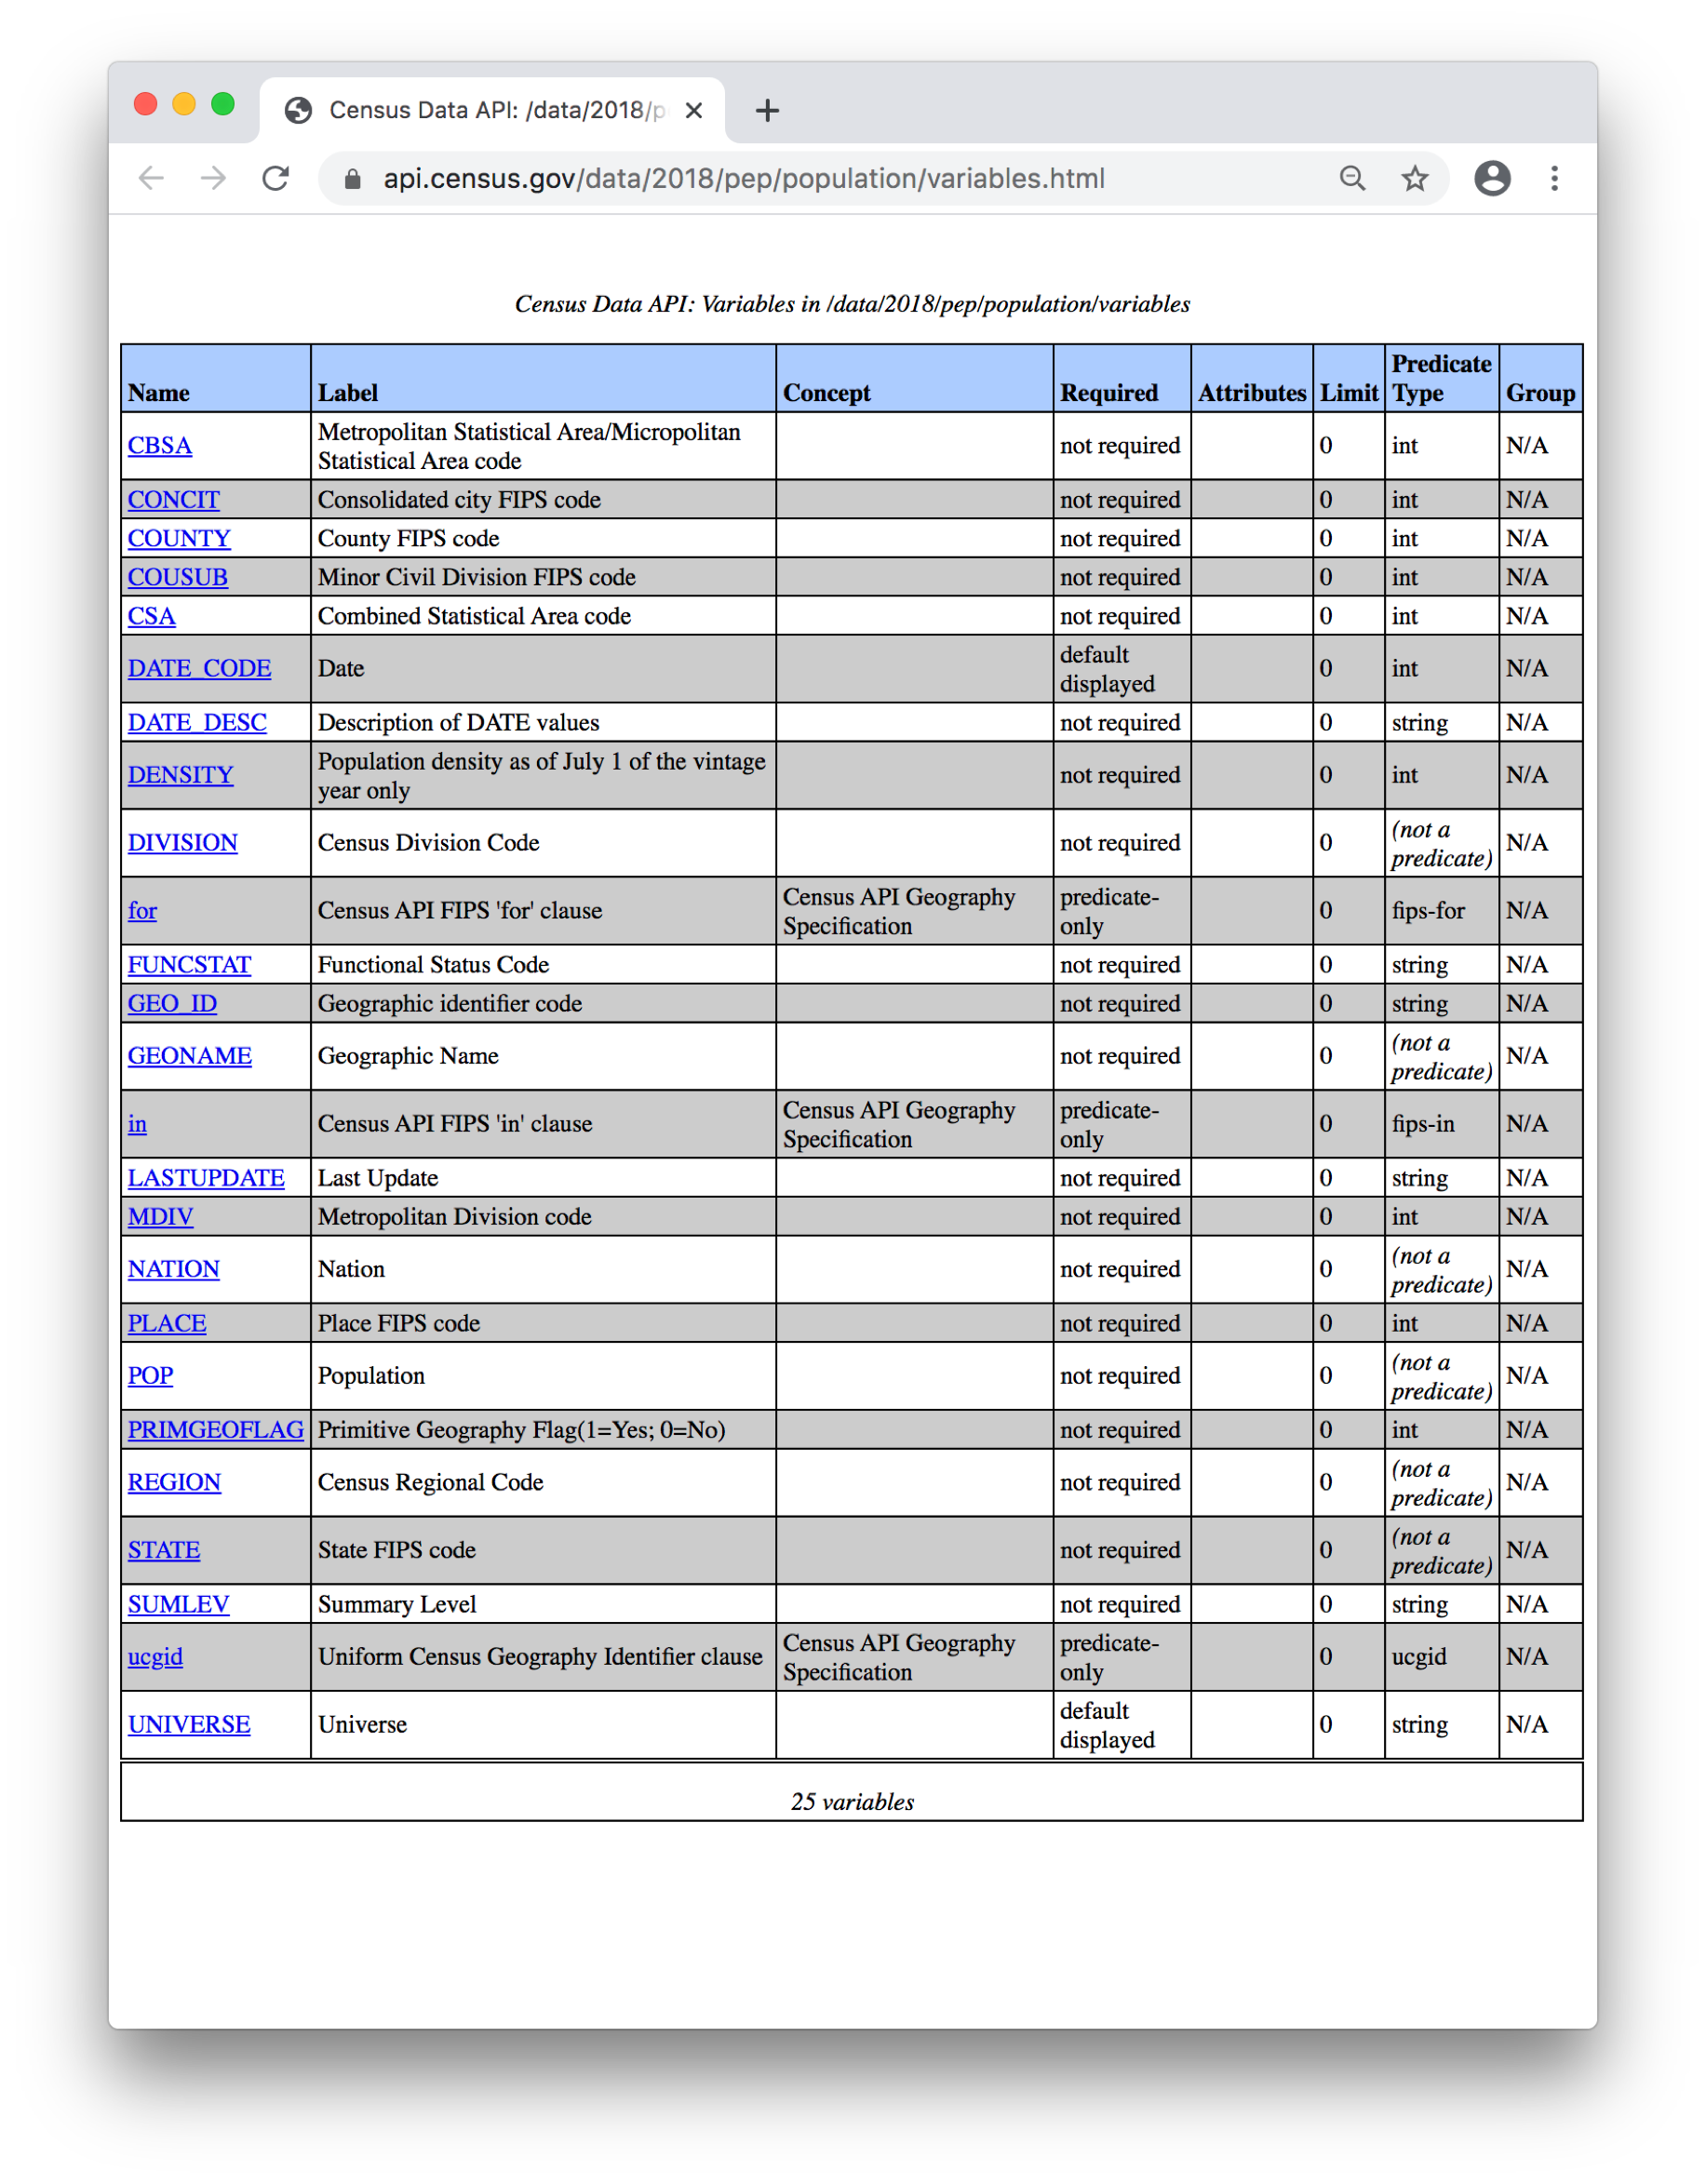 Census Data API: /data/2018/p
api.census.gov/data/2018/pep/population/variables.html
Census Data API: Variables in /data/2018/pep/population/variables
Name Label Concept Required Attributes Limit Predicate Type Group
CBSA Metropolitan Statistical Area/Micropolitan Statistical Area code not required 0 int N/A
CONCIT Consolidated city FIPS code not required 0 int N/A
COUNTY County FIPS code not required 0 int N/A
COUSUB Minor Civil Division FIPS code not required 0 int N/A
CSA Combined Statistical Area code not required 0 int N/A
DATE_CODE Date default displayed 0 int N/A
DATE_DESC Description of DATE values not required 0 string N/A
DENSITY Population density as of July 1 of the vintage year only not required 0 int N/A
DIVISION Census Division Code not required 0 (not a predicate) N/A
for Census API FIPS 'for' clause Census API Geography Specification predicate-only 0 fips-for N/A
FUNCSTAT Functional Status Code not required 0 string N/A
GEO_ID Geographic identifier code not required 0 string N/A
GEONAME Geographic Name not required 0 (not a predicate) N/A
in Census API FIPS 'in' clause Census API Geography Specification predicate-only 0 fips-in N/A
LASTUPDATE Last Update not required 0 string N/A
MDIV Metropolitan Division code not required 0 int N/A
NATION Nation not required 0 (not a predicate) N/A
PLACE Place FIPS code not required 0 int N/A
POP Population not required 0 (not a predicate) N/A
PRIMGEOFLAG Primitive Geography Flag(1=Yes; 0=No) not required 0 int N/A
REGION Census Regional Code not required 0 (not a predicate) N/A
STATE State FIPS code not required 0 (not a predicate) N/A
SUMLEV Summary Level not required 0 string N/A
ucgid Uniform Census Geography Identifier clause Census API Geography Specification predicate-only 0 ucgid N/A
UNIVERSE Universe default displayed 0 string N/A
25 variables